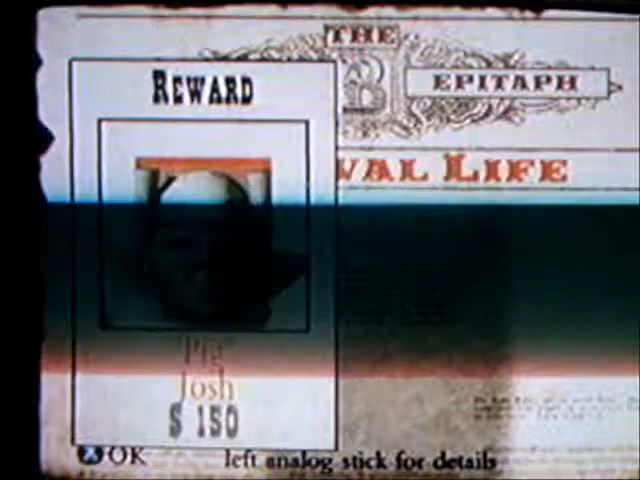 THE
B
EPITAPH
REWARD
VAL LIFE
"Pig"
Josh
$ 150
X OK
left analog stick for details